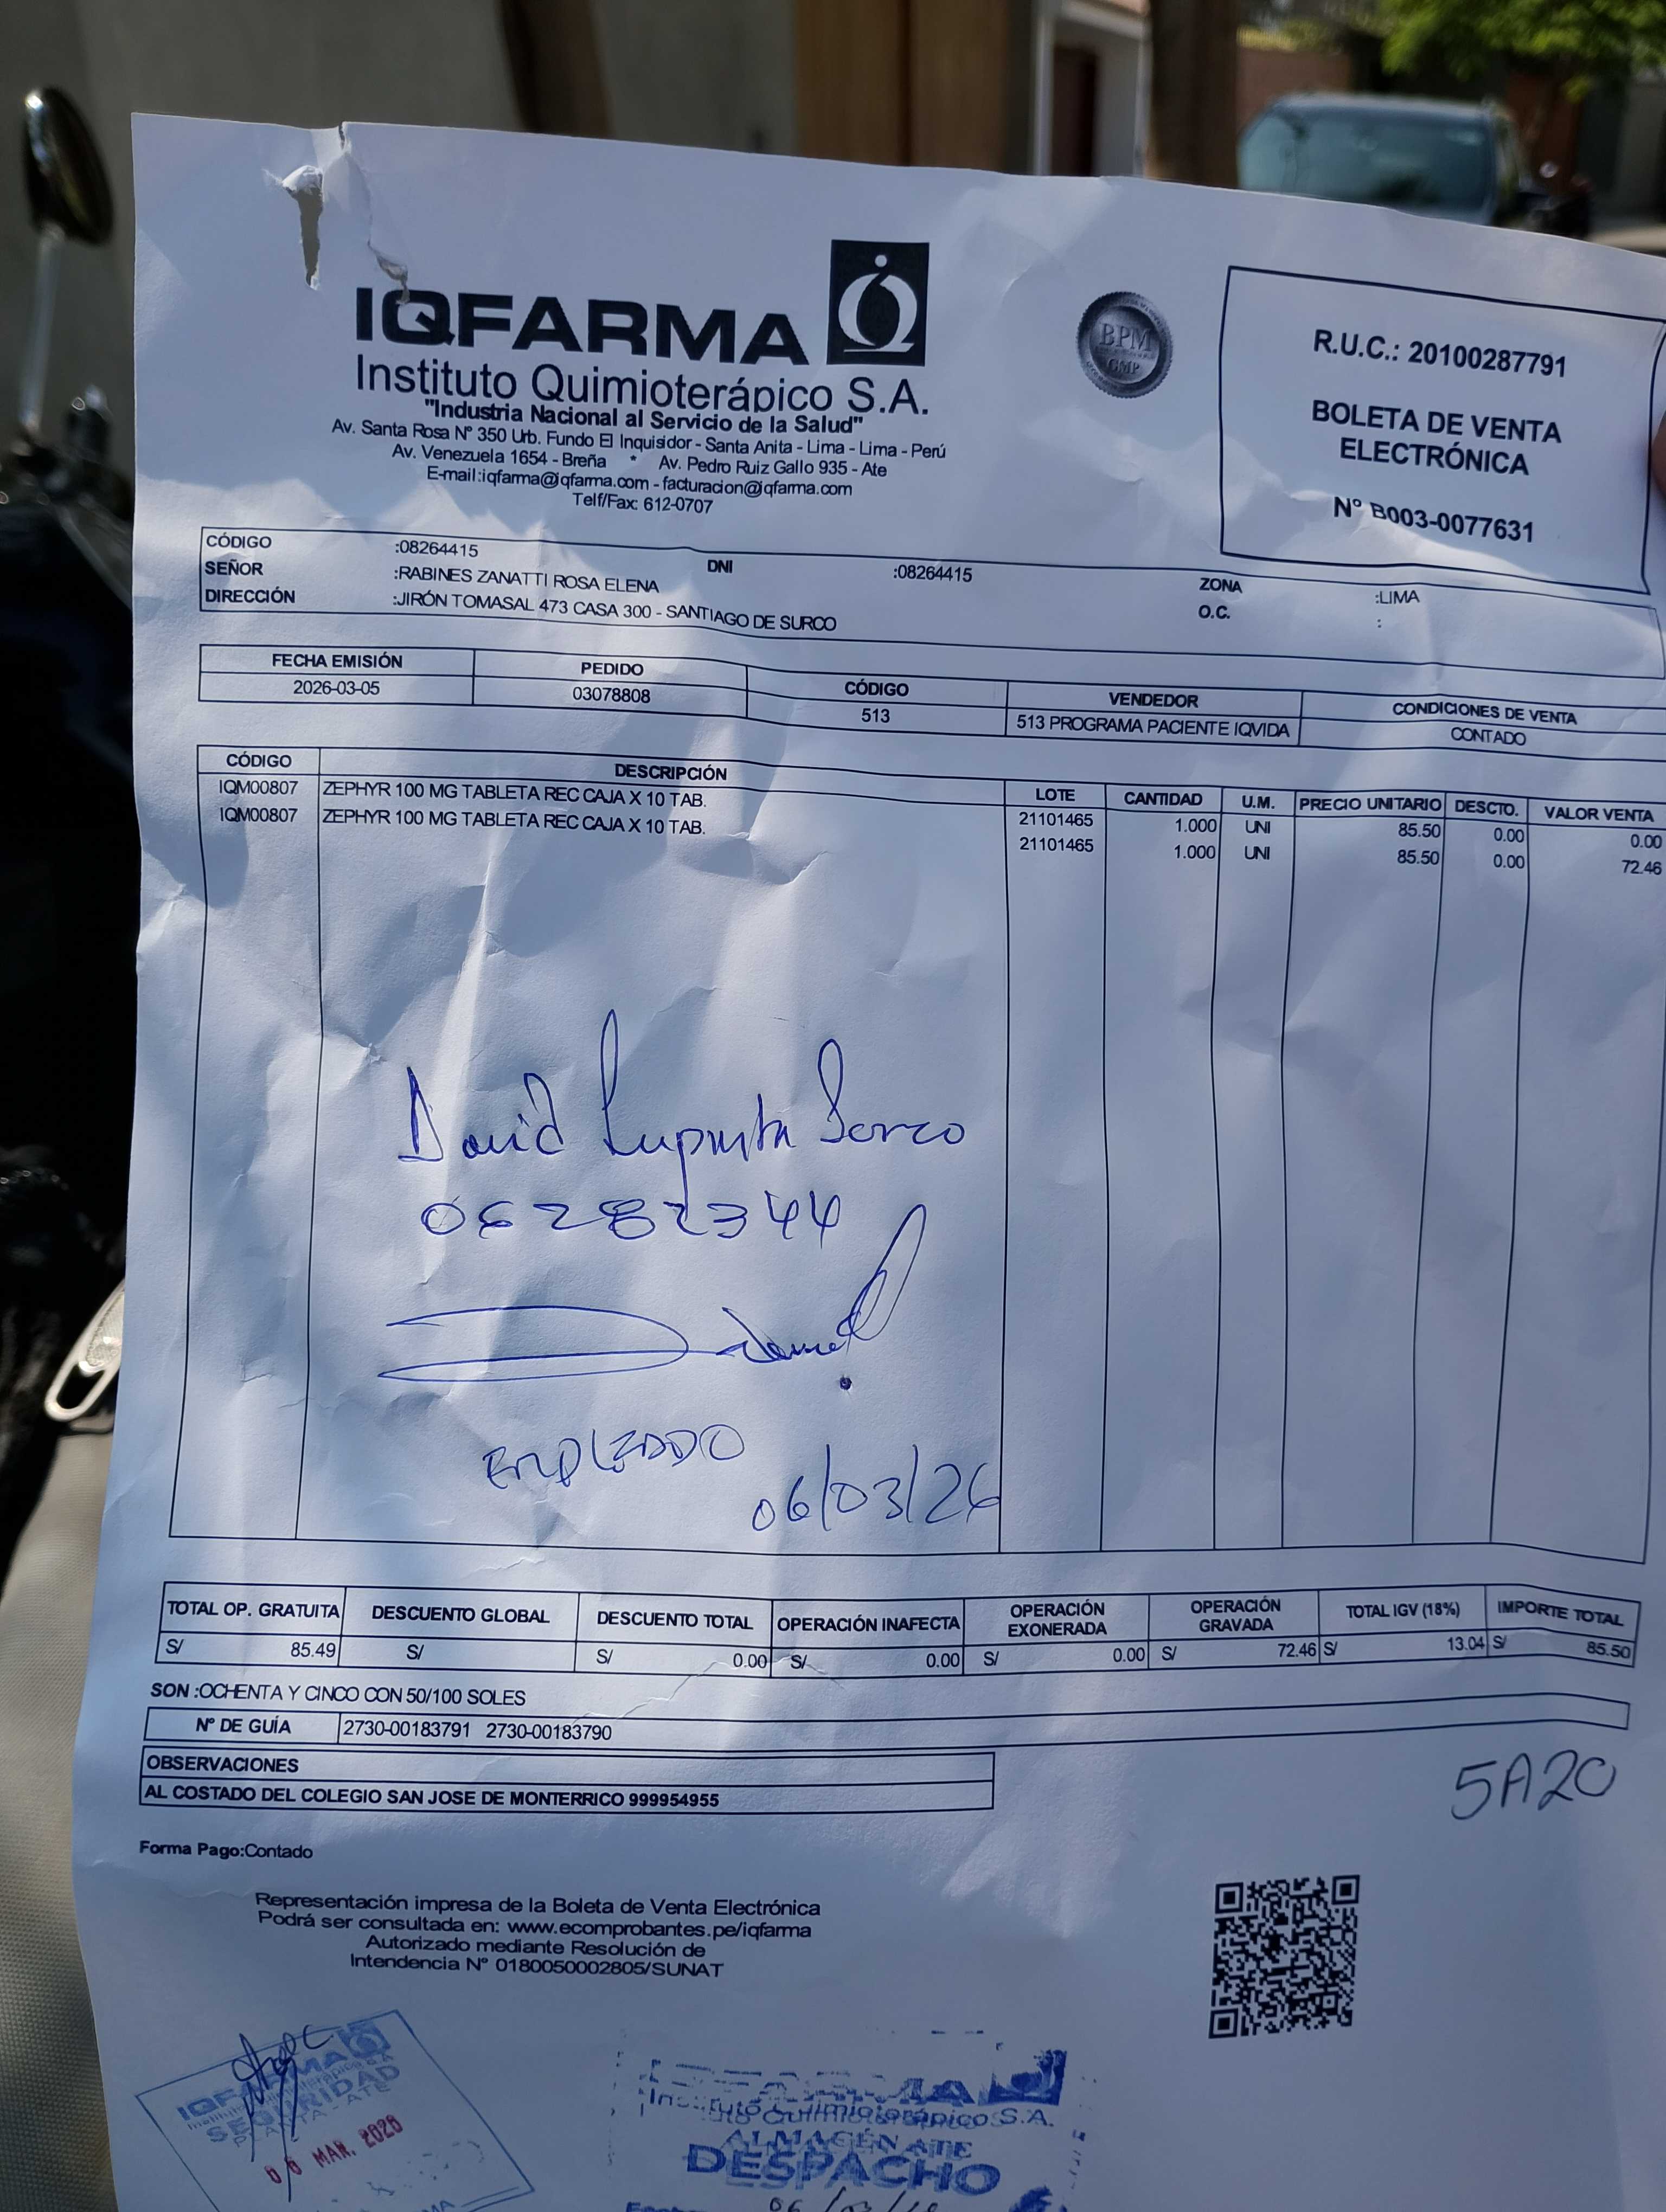 IQFARMA
Instituto Quimioterápico S.A.
"Industria Nacional al Servicio de la Salud"
Av. Santa Rosa N° 350 Urb. Fundo El Inquisidor - Santa Anita - Lima - Lima - Perú
Av. Venezuela 1654 - Breña * Av. Pedro Ruiz Gallo 935 - Ate
E-mail:iqfarma@iqfarma.com - facturacion@iqfarma.com
Telf/Fax: 612-0707
BPM
GMP
R.U.C.: 20100287791
BOLETA DE VENTA
ELECTRÓNICA
N° B003-0077631
CÓDIGO :08264415 DNI :08264415 ZONA :LIMA
SEÑOR :RABINES ZANATTI ROSA ELENA O.C. :
DIRECCIÓN :JIRÓN TOMASAL 473 CASA 300 - SANTIAGO DE SURCO
FECHA EMISIÓN PEDIDO CÓDIGO VENDEDOR CONDICIONES DE VENTA
2026-03-05 03078808 513 513 PROGRAMA PACIENTE IQVIDA CONTADO
CÓDIGO DESCRIPCIÓN LOTE CANTIDAD U.M. PRECIO UNITARIO DESCTO. VALOR VENTA
IQM00807 ZEPHYR 100 MG TABLETA REC CAJA X 10 TAB. 21101465 1.000 UNI 85.50 0.00 0.00
IQM00807 ZEPHYR 100 MG TABLETA REC CAJA X 10 TAB. 21101465 1.000 UNI 85.50 0.00 72.46
David
06282344
EMPLEADO
06/03/26
TOTAL OP. GRATUITA DESCUENTO GLOBAL DESCUENTO TOTAL OPERACIÓN INAFECTA OPERACIÓN EXONERADA OPERACIÓN GRAVADA TOTAL IGV (18%) IMPORTE TOTAL
S/ 85.49 S/ S/ 0.00 S/ 0.00 S/ 0.00 S/ 72.46 S/ 13.04 S/ 85.50
SON :OCHENTA Y CINCO CON 50/100 SOLES
N° DE GUÍA 2730-00183791 2730-00183790
OBSERVACIONES
AL COSTADO DEL COLEGIO SAN JOSE DE MONTERRICO 999954955
5A20
Forma Pago:Contado
Representación impresa de la Boleta de Venta Electrónica
Podrá ser consultada en: www.ecomprobantes.pe/iqfarma
Autorizado mediante Resolución de
Intendencia N° 0180050002805/SUNAT
IQFARMA
SEGURIDAD
PLANTA - ATE
06 MAR. 2026
Instituto Quimioterápico S.A.
ALMACÉN ATE
DESPACHO